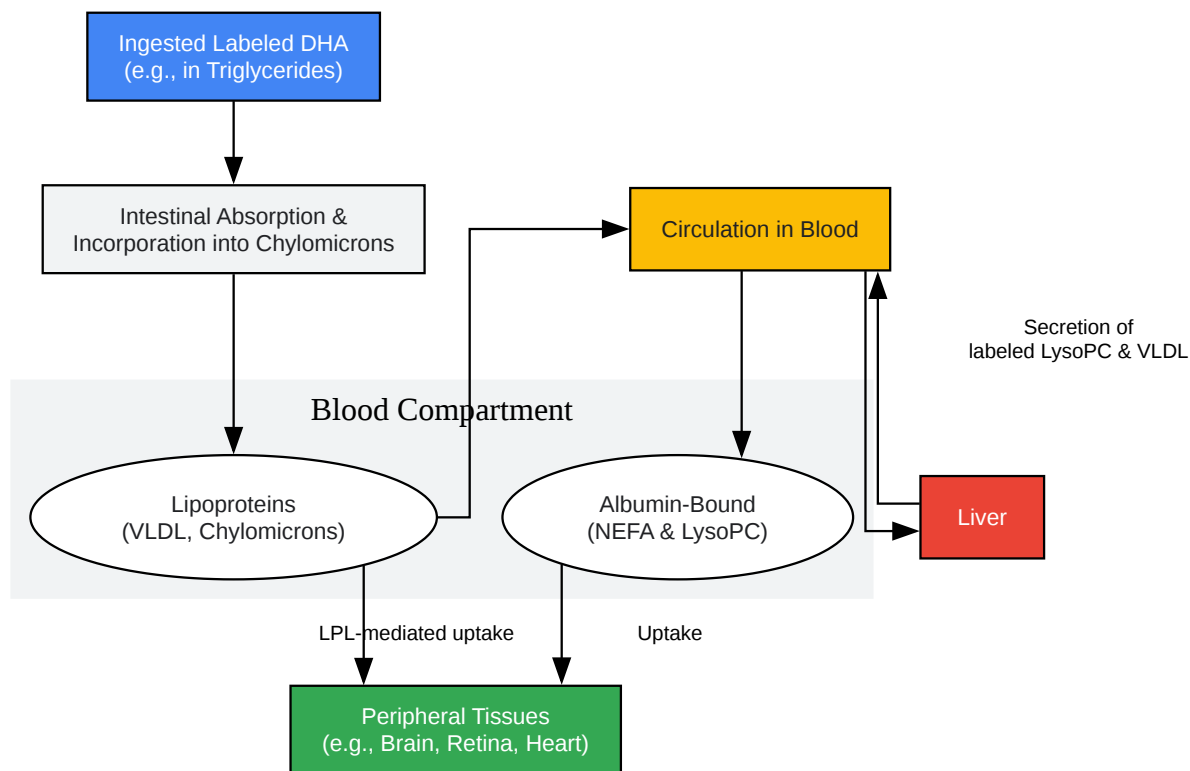 Ingested Labeled DHA
(e.g., in Triglycerides)
Intestinal Absorption &
Incorporation into Chylomicrons
Circulation in Blood
Secretion of
labeled LysoPC & VLDL
Blood Compartment
Lipoproteins
(VLDL, Chylomicrons)
Albumin-Bound
(NEFA & LysoPC)
Liver
LPL-mediated uptake
Uptake
Peripheral Tissues
(e.g., Brain, Retina, Heart)